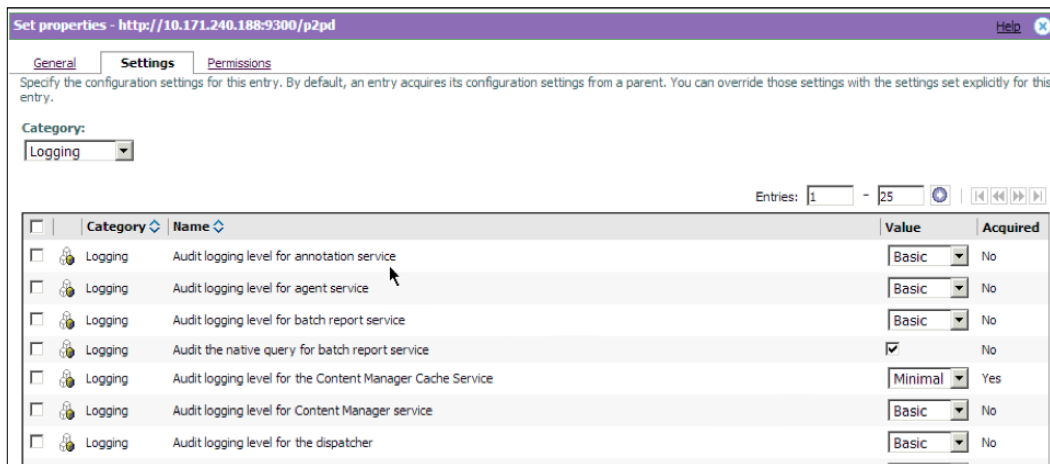 Set properties - http://10.171.240.188:9300/p2pd Help
General Settings Permissions
Specify the configuration settings for this entry. By default, an entry acquires its configuration settings from a parent. You can override those settings with the settings set explicitly for this
entry.
Category:
Logging
Entries: 1 - 25
Category Name Value Acquired
Logging Audit logging level for annotation service Basic No
Logging Audit logging level for agent service Basic No
Logging Audit logging level for batch report service Basic No
Logging Audit the native query for batch report service No
Logging Audit logging level for the Content Manager Cache Service Minimal Yes
Logging Audit logging level for Content Manager service Basic No
Logging Audit logging level for the dispatcher Basic No